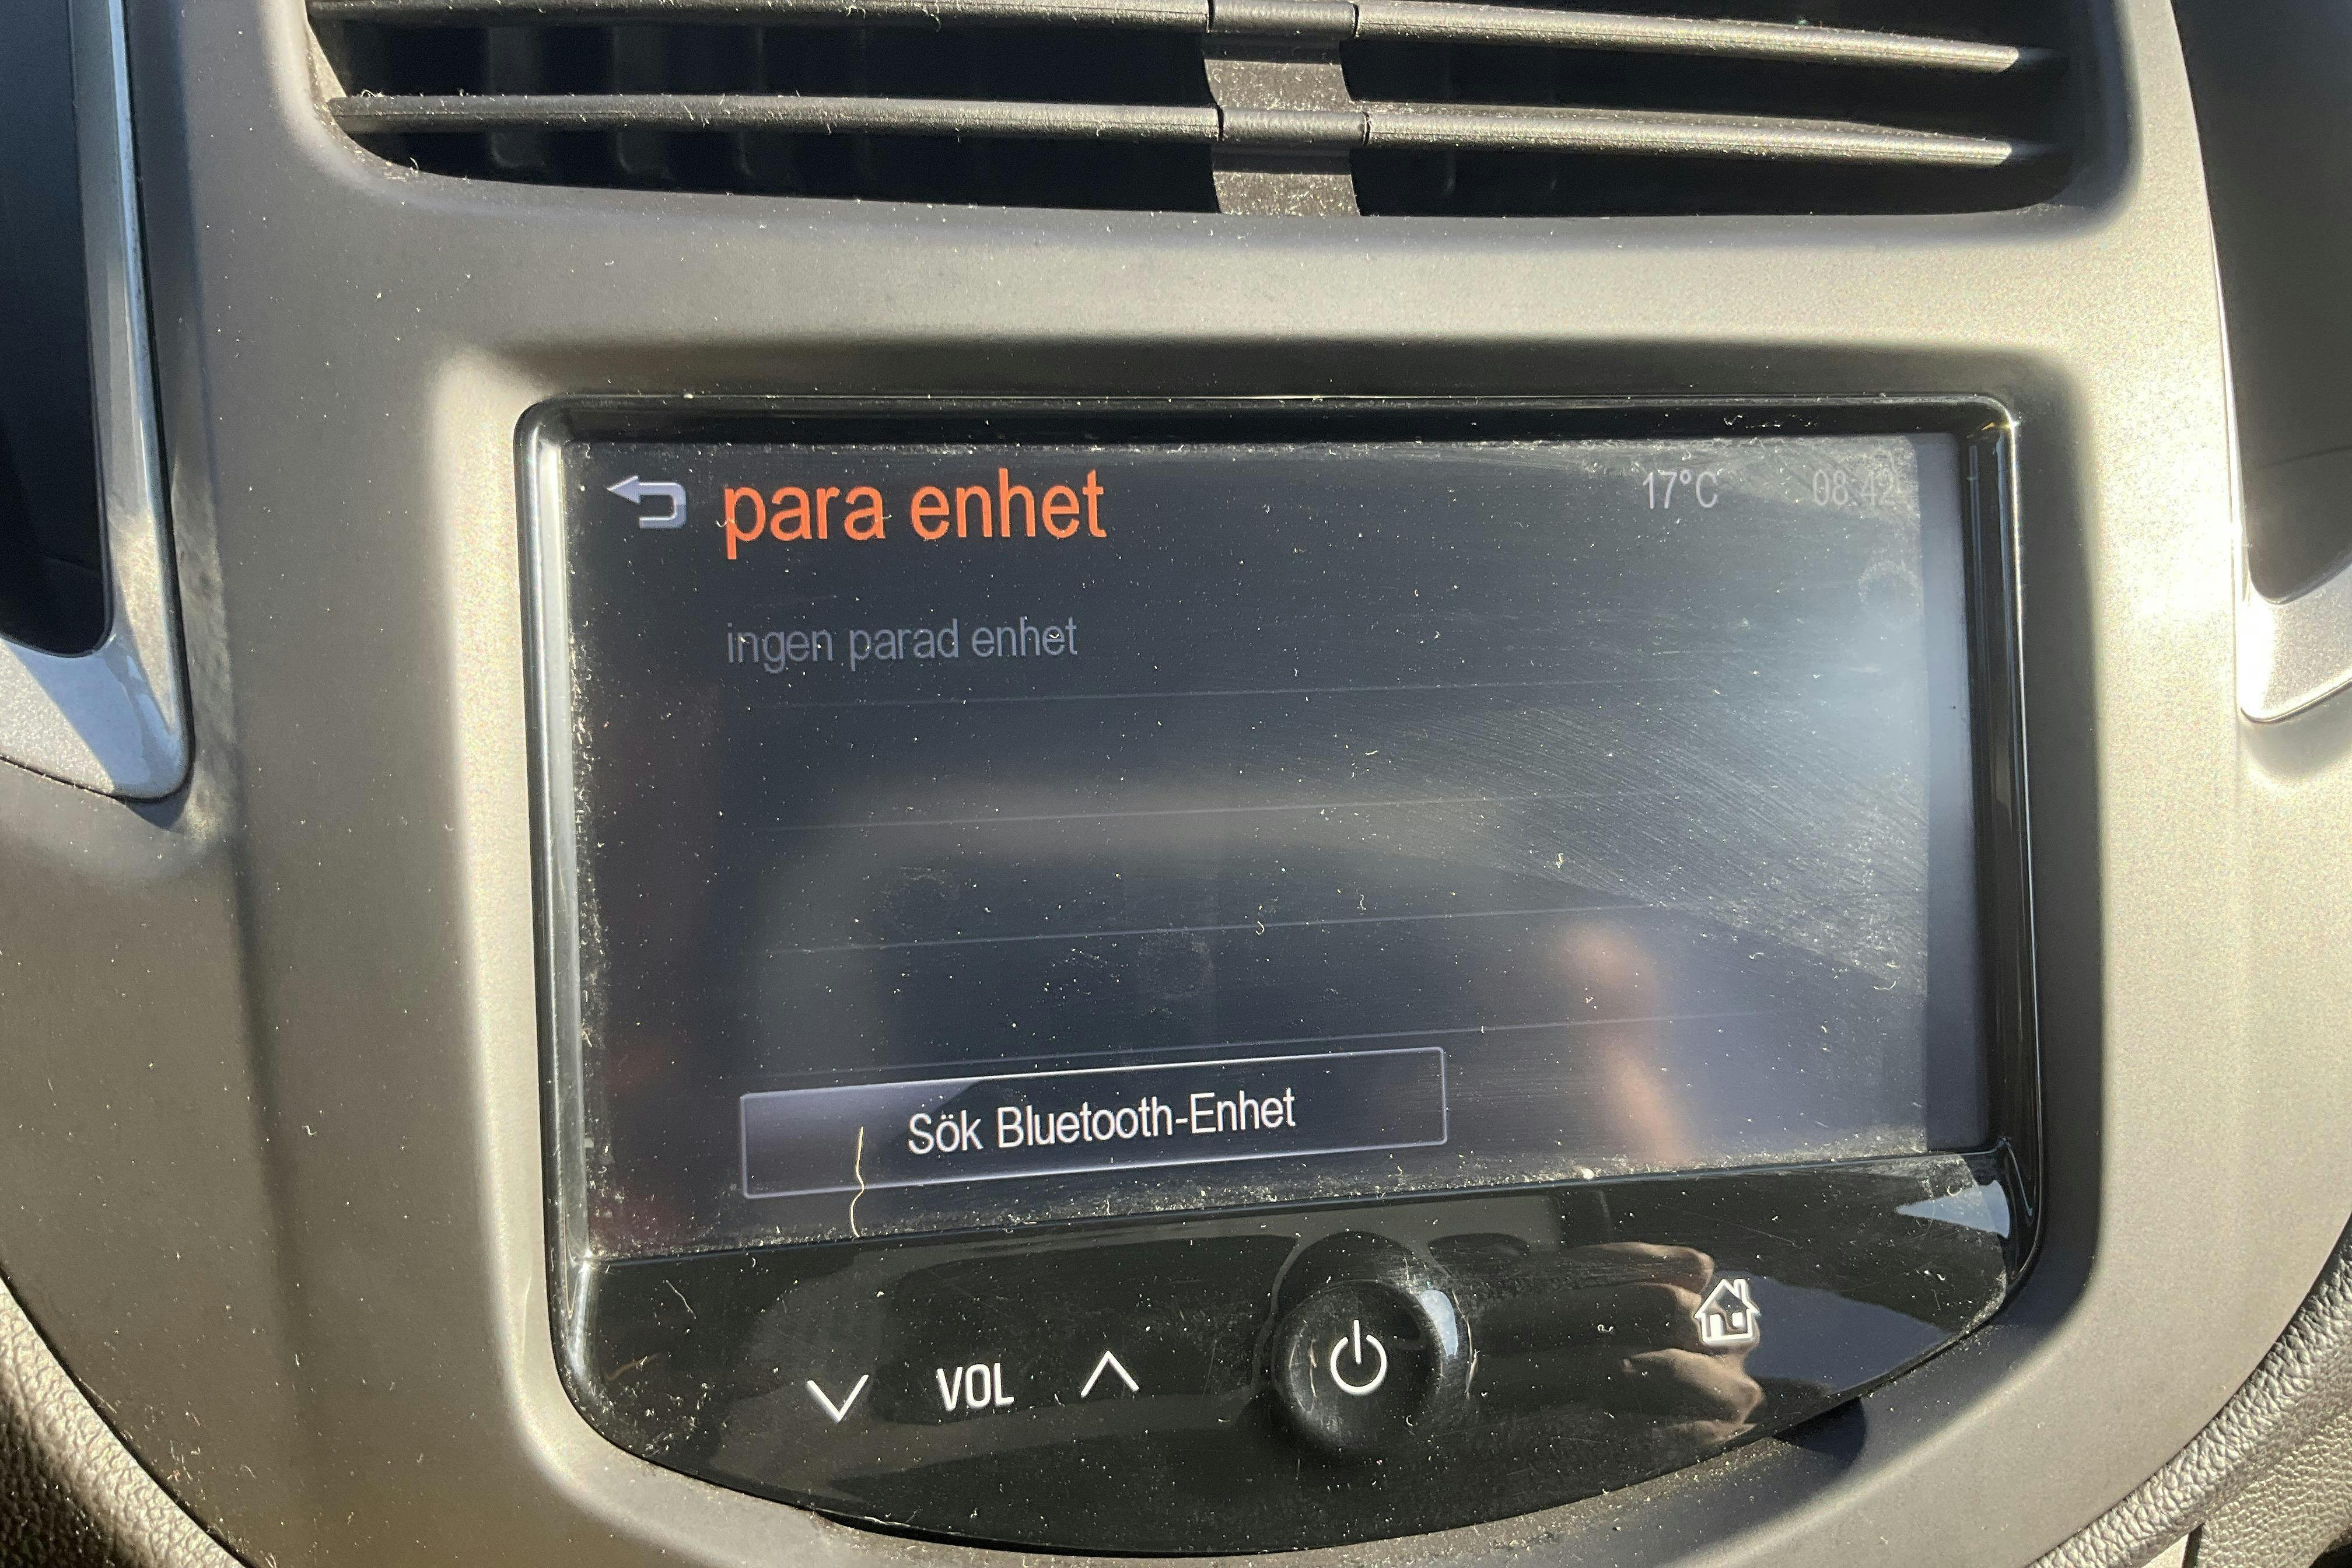 para enhet
17°C
08:42
ingen parad enhet
Sök Bluetooth-Enhet
VOL